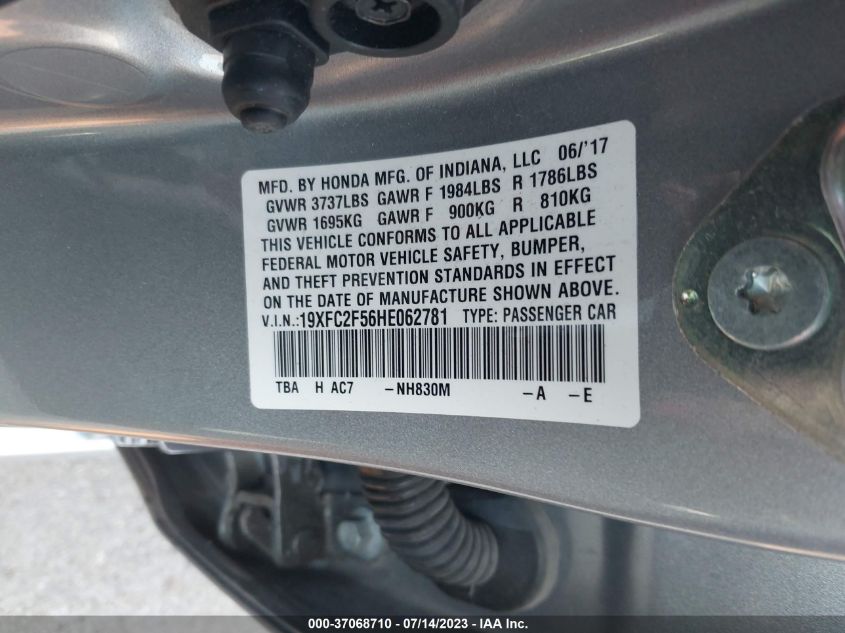 MFD. BY HONDA MFG. OF INDIANA, LLC 06/'17
GVWR 3737LBS GAWR F 1984LBS R 1786LBS
GVWR 1695KG GAWR F 900KG R 810KG
THIS VEHICLE CONFORMS TO ALL APPLICABLE
FEDERAL MOTOR VEHICLE SAFETY, BUMPER,
AND THEFT PREVENTION STANDARDS IN EFFECT
ON THE DATE OF MANUFACTURE SHOWN ABOVE.
V.I.N.:19XFC2F56HE062781 TYPE: PASSENGER CAR
TBA H AC7 -NH830M -A -E
000-37068710 / 07/14/2023 - IAA Inc.